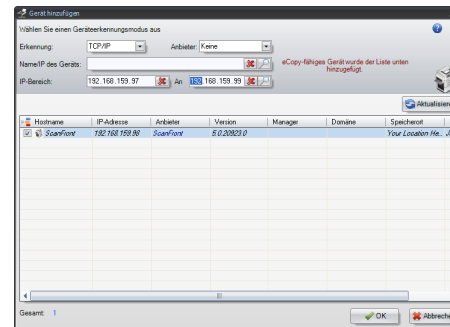 Gerät hinzufügen
Wählen Sie einen Geräteerkennungsmodus aus
Erkennung: TCP/IP Anbieter: Keine
Name/IP des Geräts:
eCopy-fähiges Gerät wurde der Liste unten hinzugefügt.
IP-Bereich: 192.168.159.97 An 192.168.159.99
Aktualisieren
Hostname IP-Adresse Anbieter Version Manager Domäne Speicherort
ScanFront 192.168.159.98 ScanFront 5.0.20923.0 Your Location He... J
Gesamt: 1
OK Abbreche